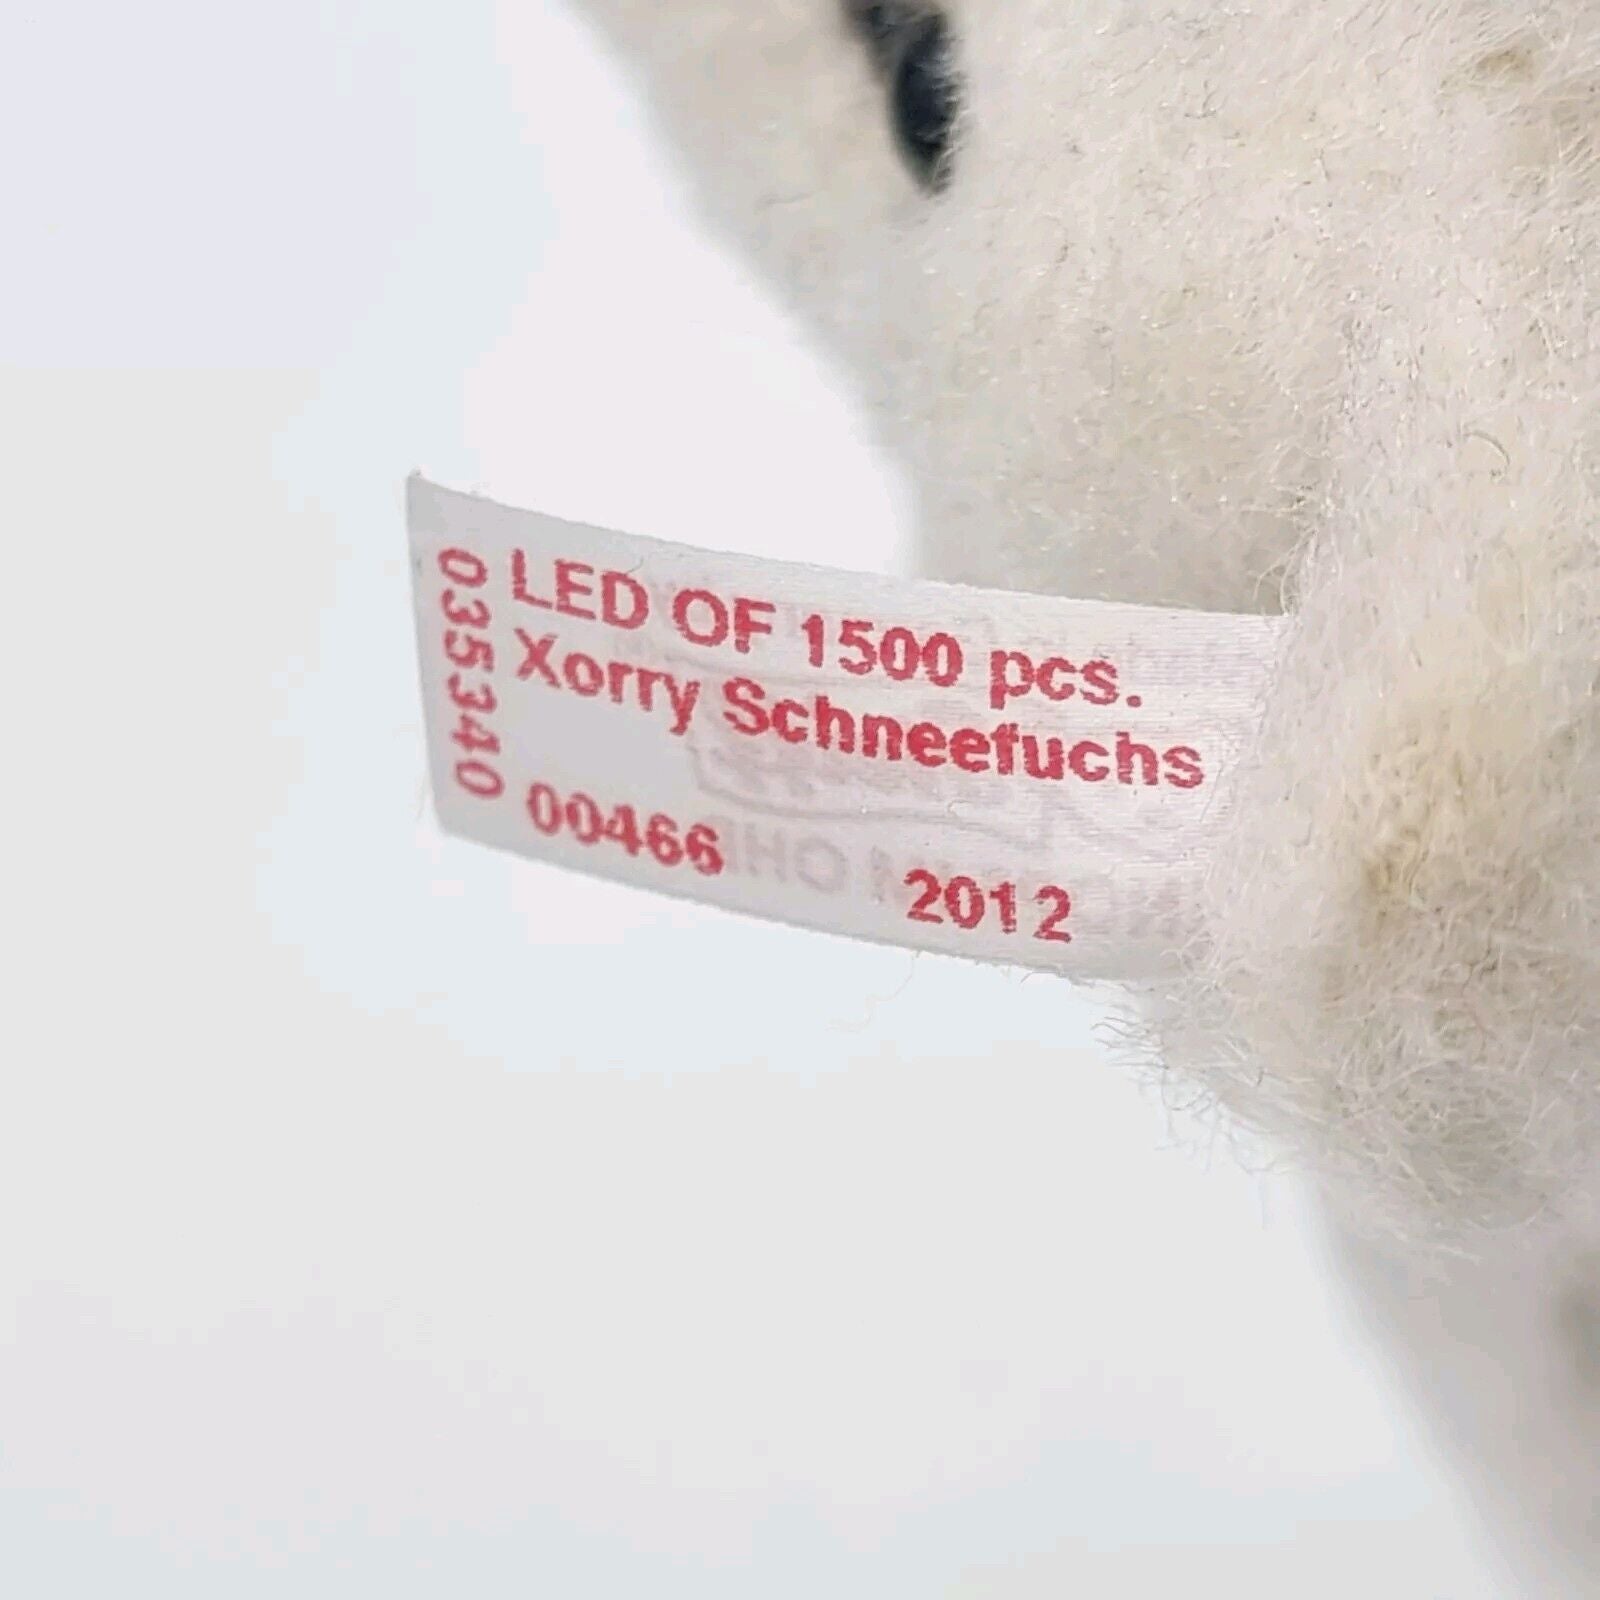 LED OF 1500 pcs.
Xorry Schneefuchs
00466 2012
035340